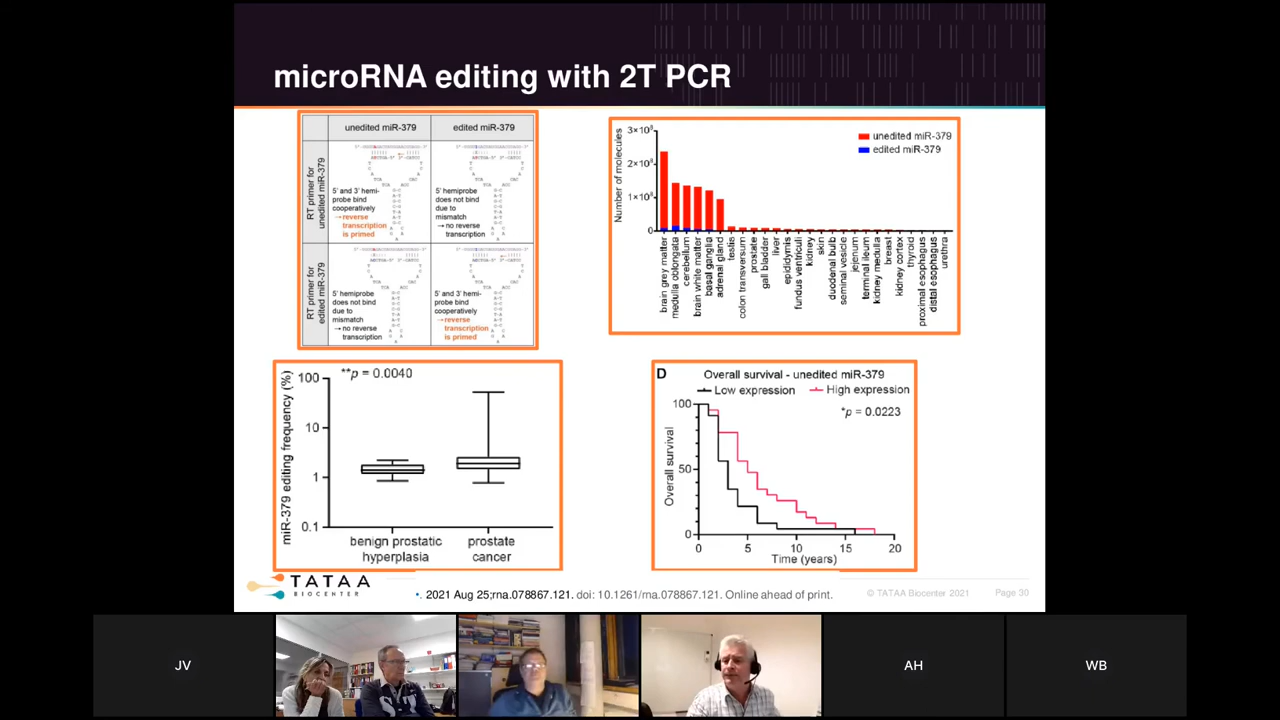 microRNA editing with 2T PCR
unedited miR-379
edited miR-379
RT primer for
unedited miR-379
5' and 3' hemi-
probe bind
cooperatively
→ reverse
transcription
is primed
5' hemiprobe
does not bind
due to
mismatch
→ no reverse
transcription
RT primer for
edited miR-379
5' hemiprobe
does not bind
due to
mismatch
→ no reverse
transcription
5' and 3' hemi-
probe bind
cooperatively
→ reverse
transcription
is primed
Number of molecules
3×10⁸
2×10⁸
1×10⁸
0
unedited miR-379
edited miR-379
brain grey matter
medulla oblongata
cerebellum
brain white matter
basal ganglia
adrenal gland
testis
colon transversum
prostate
gall bladder
liver
epididymis
fundus ventriculi
kidney
skin
duodenal bulb
seminal vesicle
jejenum
terminal ileum
kidney medulla
breast
kidney cortex
thyroid
proximal esophagus
distal esophagus
urethra
miR-379 editing frequency (%)
**p = 0.0040
100
10
1
0.1
benign prostatic
hyperplasia
prostate
cancer
D
Overall survival - unedited miR-379
Low expression
High expression
*p = 0.0223
Overall survival
100
50
0
0 5 10 15 20
Time (years)
TATAA
BIOCENTER
•. 2021 Aug 25;rna.078867.121. doi: 10.1261/rna.078867.121. Online ahead of print.
© TATAA Biocenter 2021
Page 30
JV
AH
WB